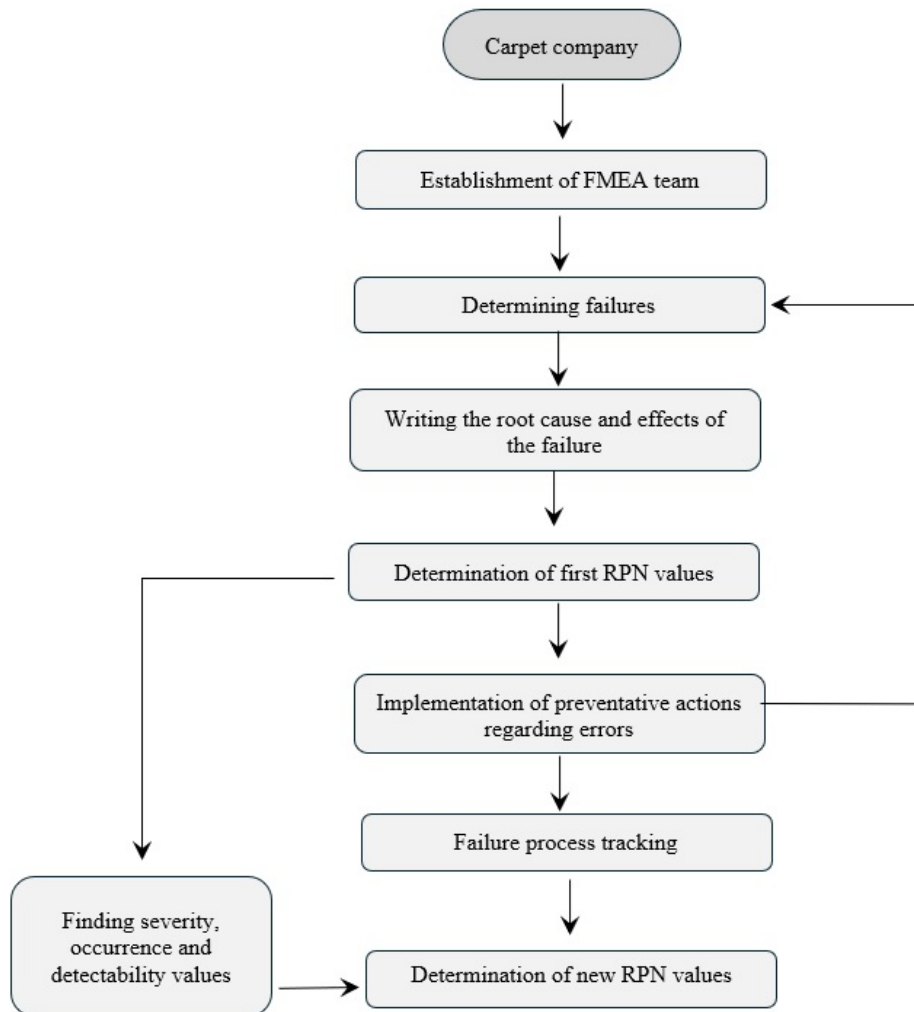 Carpet company
Establishment of FMEA team
Determining failures
Writing the root cause and effects of
the failure
Determination of first RPN values
Implementation of preventative actions
regarding errors
Failure process tracking
Finding severity,
occurrence and
detectability values
Determination of new RPN values